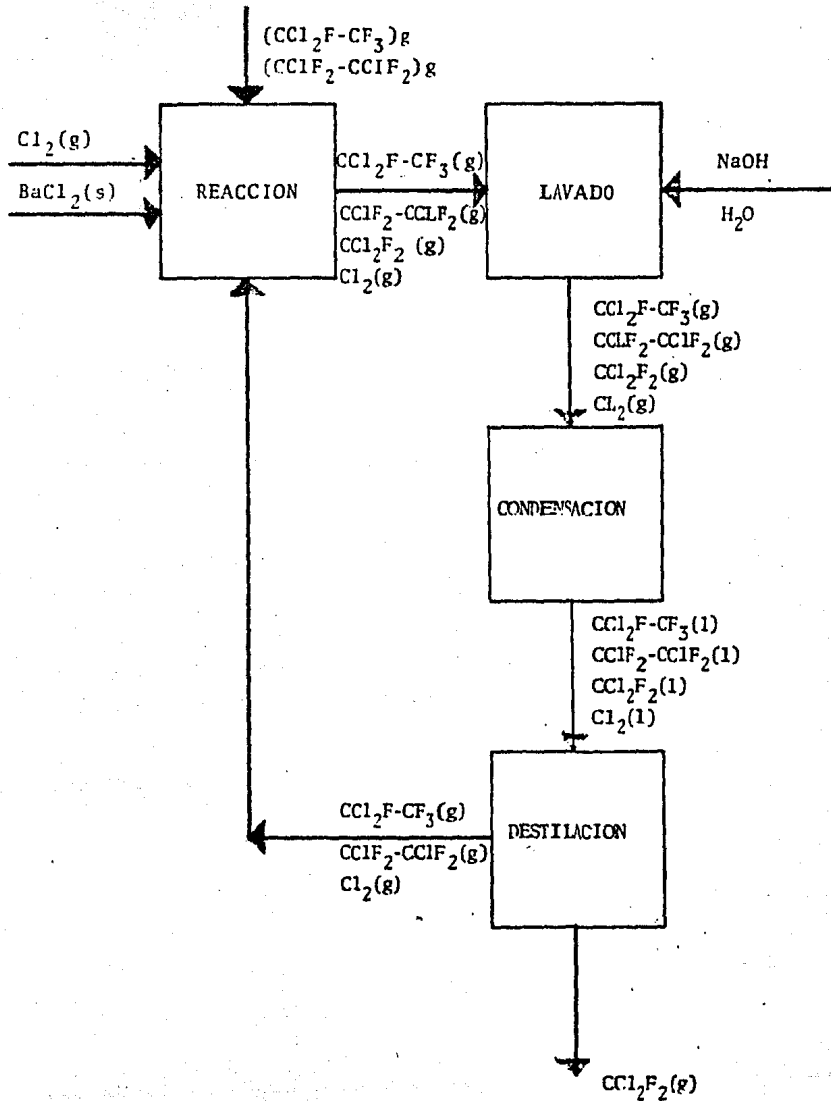 (CCl₂F-CF₃)g
(CClF₂-CClF₂)g
Cl₂(g)
BaCl₂(s)
REACCION
CCl₂F-CF₃(g)
CClF₂-CCLF₂(g)
CCl₂F₂ (g)
Cl₂(g)
LAVADO
NaOH
H₂O
CCl₂F-CF₃(g)
CCLF₂-CClF₂(g)
CCl₂F₂(g)
CL₂(g)
CONDENSACION
CCl₂F-CF₃(l)
CClF₂-CClF₂(l)
CCl₂F₂(l)
Cl₂(l)
DESTILACION
CCl₂F-CF₃(g)
CClF₂-CClF₂(g)
Cl₂(g)
CCl₂F₂(g)